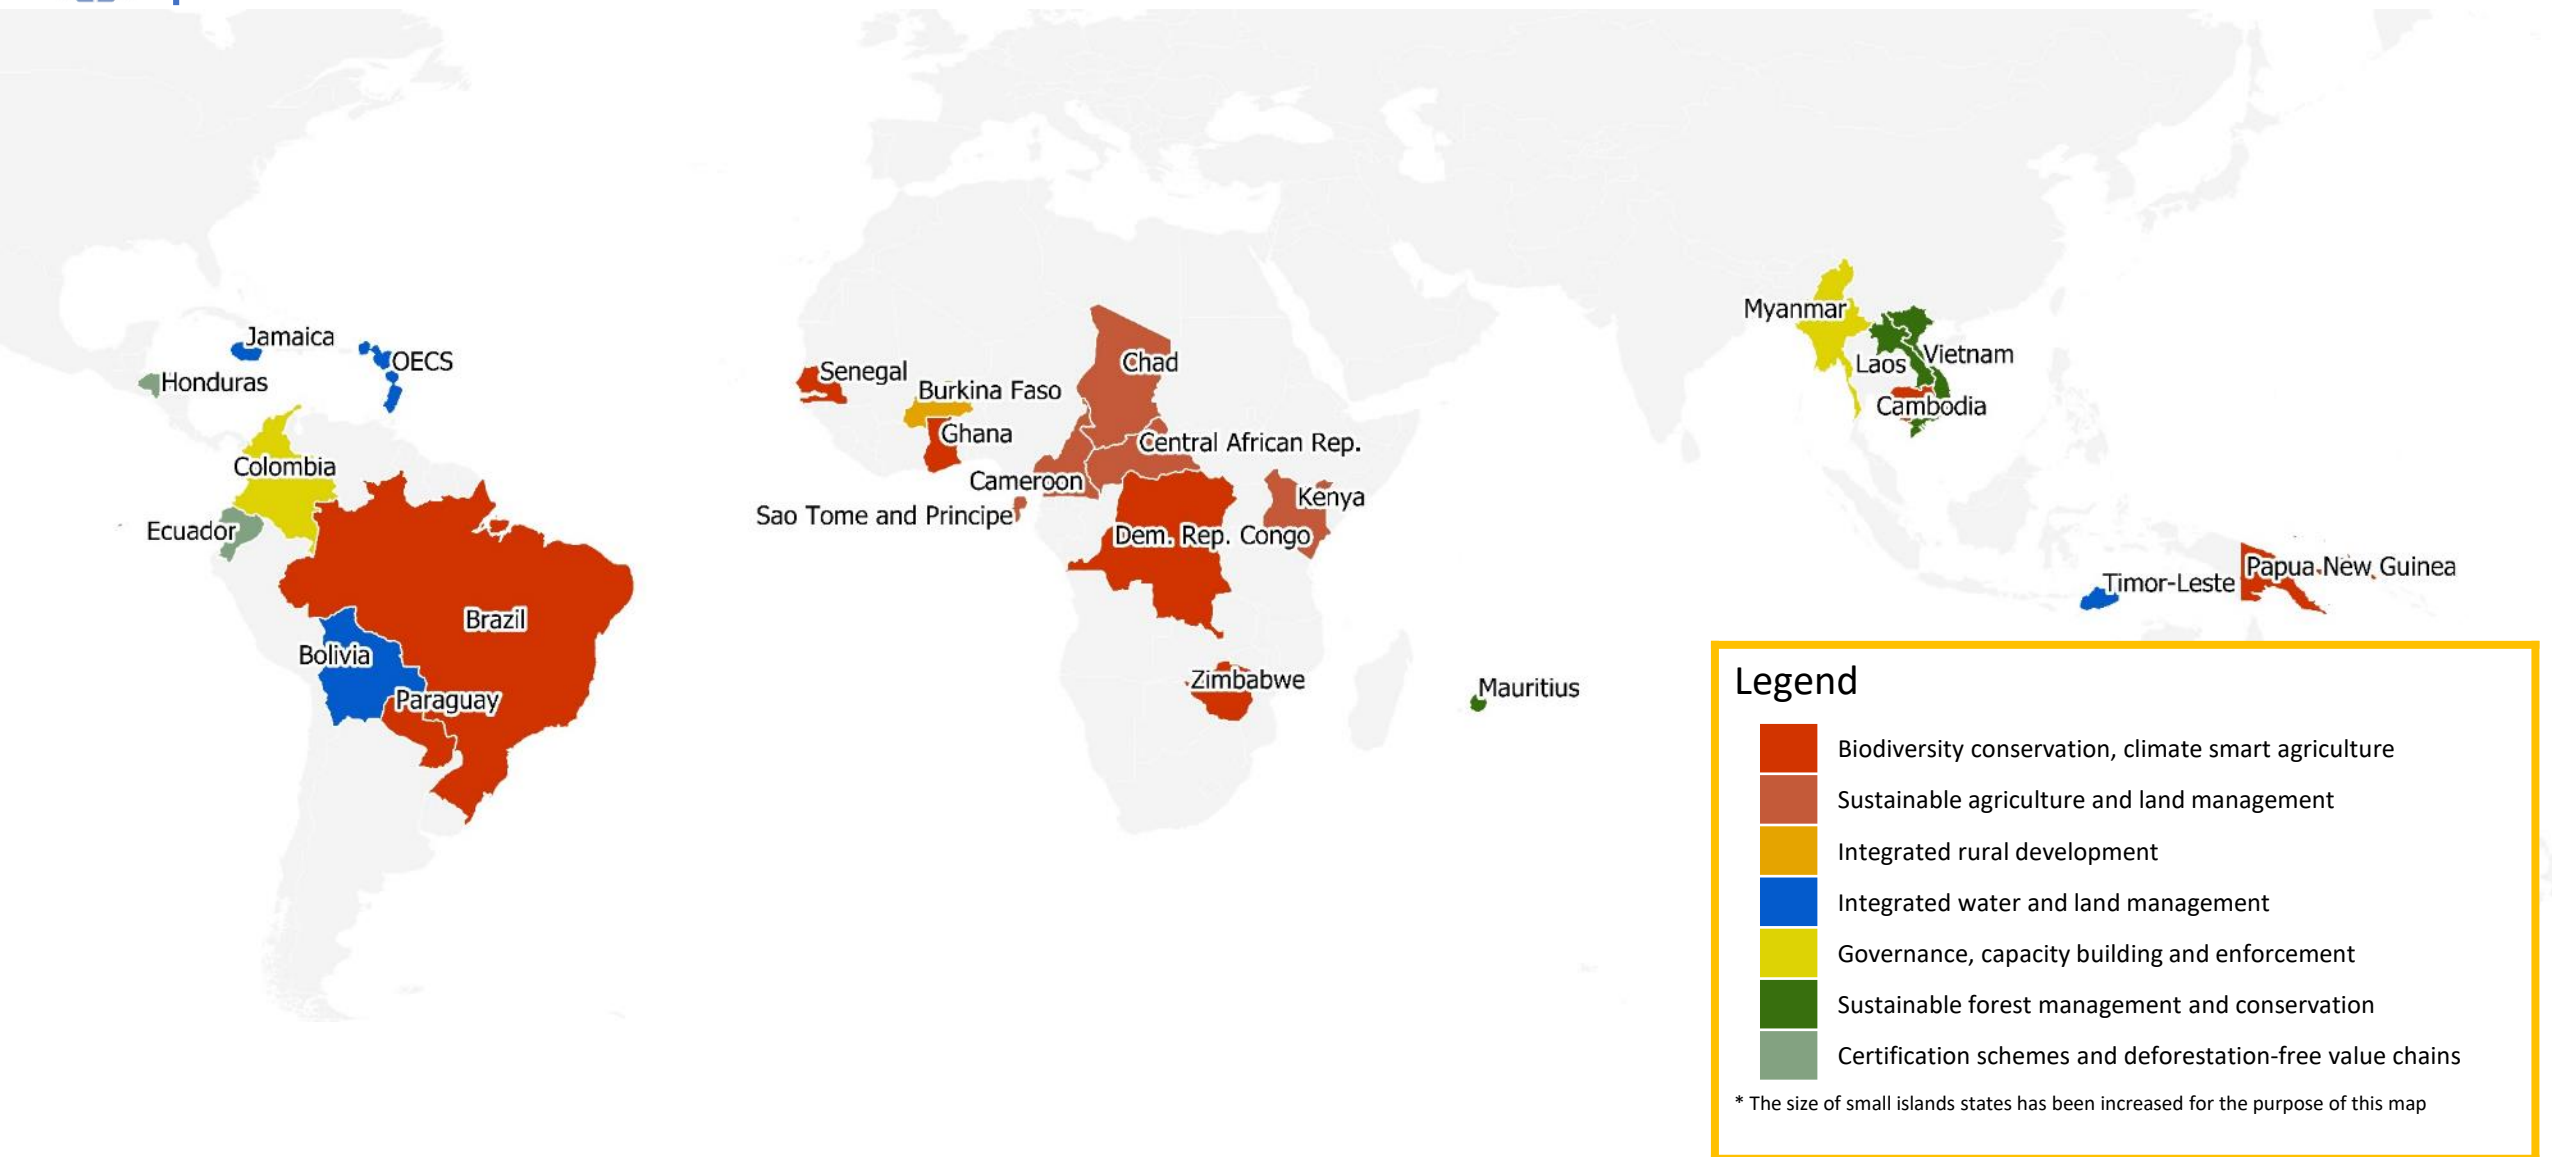 Myanmar
Jamaica
OECS
Honduras
Senegal
Burkina Faso
Chad
Ghana
Central African Rep.
Laos
Vietnam
Cambodia
Colombia
Cameroon
Kenya
Sao Tome and Principe
Ecuador
Dem. Rep. Congo
Papua New Guinea
Timor-Leste
Brazil
Bolivia
Paraguay
Zimbabwe
Mauritius
Legend
Biodiversity conservation, climate smart agriculture
Sustainable agriculture and land management
Integrated rural development
Integrated water and land management
Governance, capacity building and enforcement
Sustainable forest management and conservation
Certification schemes and deforestation-free value chains
* The size of small islands states has been increased for the purpose of this map